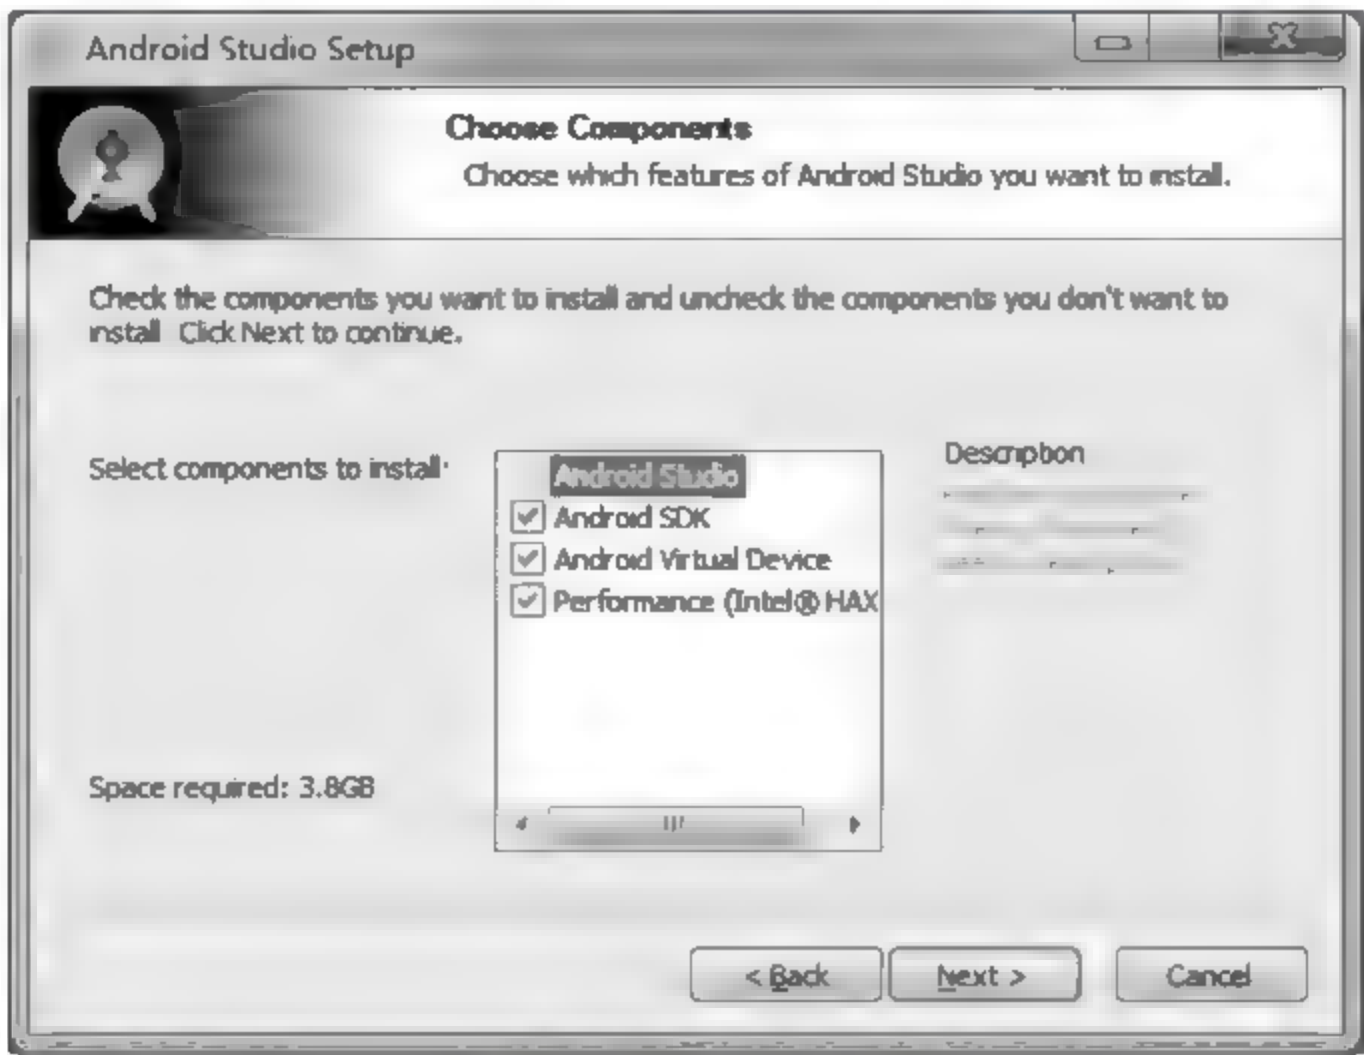 Android Studio Setup
Choose Components
Choose which features of Android Studio you want to install.
Check the components you want to install and uncheck the components you don't want to
install. Click Next to continue.
Select components to install:
Android Studio
Android SDK
Android Virtual Device
Performance (Intel® HAX
Description
Space required: 3.8GB
< Back
Next >
Cancel